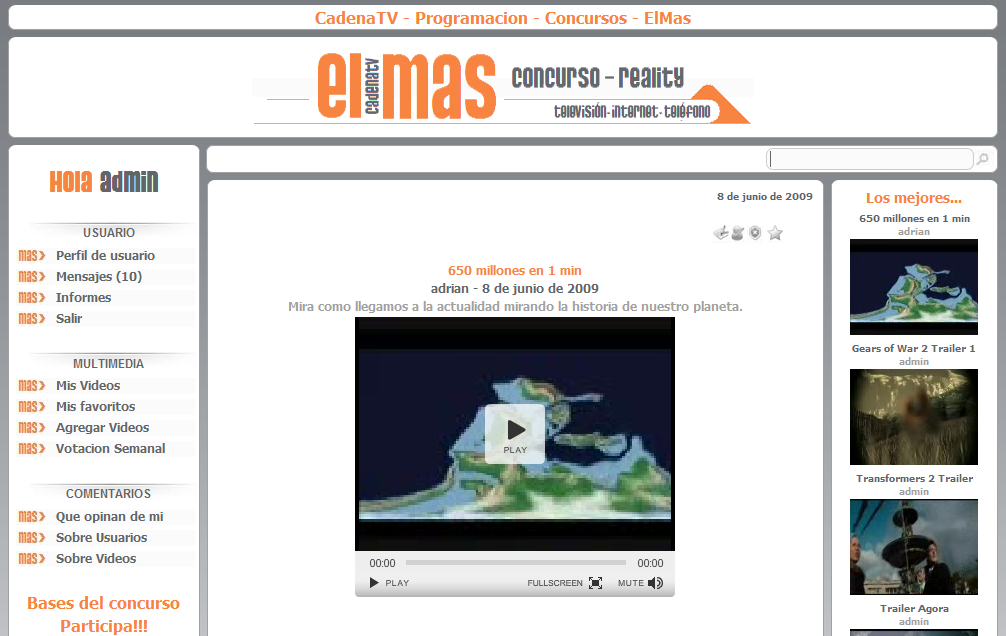 CadenaTV - Programacion - Concursos - ElMas
el cadenatv mas
concurso - reality
televisión · internet · teléfono
Hola admin
USUARIO
mas> Perfil de usuario
mas> Mensajes (10)
mas> Informes
mas> Salir
MULTIMEDIA
mas> Mis Videos
mas> Mis favoritos
mas> Agregar Videos
mas> Votacion Semanal
COMENTARIOS
mas> Que opinan de mi
mas> Sobre Usuarios
mas> Sobre Videos
Bases del concurso
Participa!!!
8 de junio de 2009
650 millones en 1 min
adrian - 8 de junio de 2009
Mira como llegamos a la actualidad mirando la historia de nuestro planeta.
PLAY
00:00 00:00
PLAY FULLSCREEN MUTE
Los mejores...
650 millones en 1 min
adrian
Gears of War 2 Trailer 1
admin
Transformers 2 Trailer
admin
Trailer Agora
admin